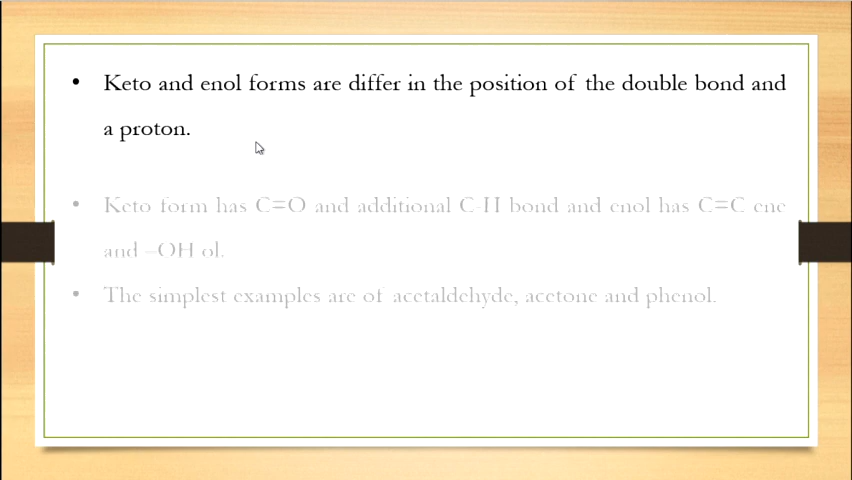 • Keto and enol forms are differ in the position of the double bond and
a proton.
• Keto form has C=O and additional C-H bond and enol has C=C ene
and –OH ol.
• The simplest examples are of acetaldehyde, acetone and phenol.